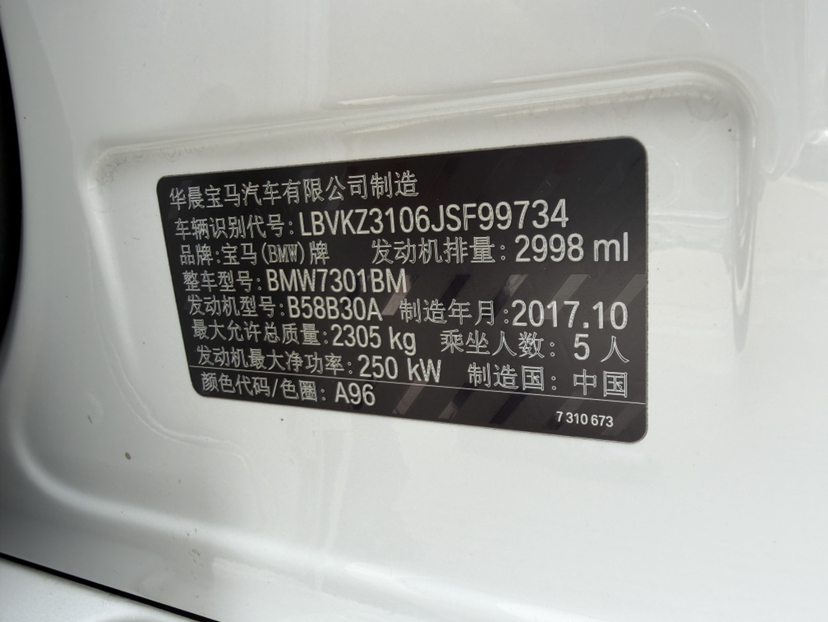 华晨宝马汽车有限公司制造
车辆识别代号: LBVKZ3106JSF99734
品牌: 宝马(BMW)牌 发动机排量: 2998 ml
整车型号: BMW7301BM
发动机型号: B58B30A 制造年月: 2017.10
最大允许总质量: 2305 kg 乘坐人数: 5 人
发动机最大净功率: 250 kW 制造国: 中国
颜色代码/色圈: A96
7 310 673